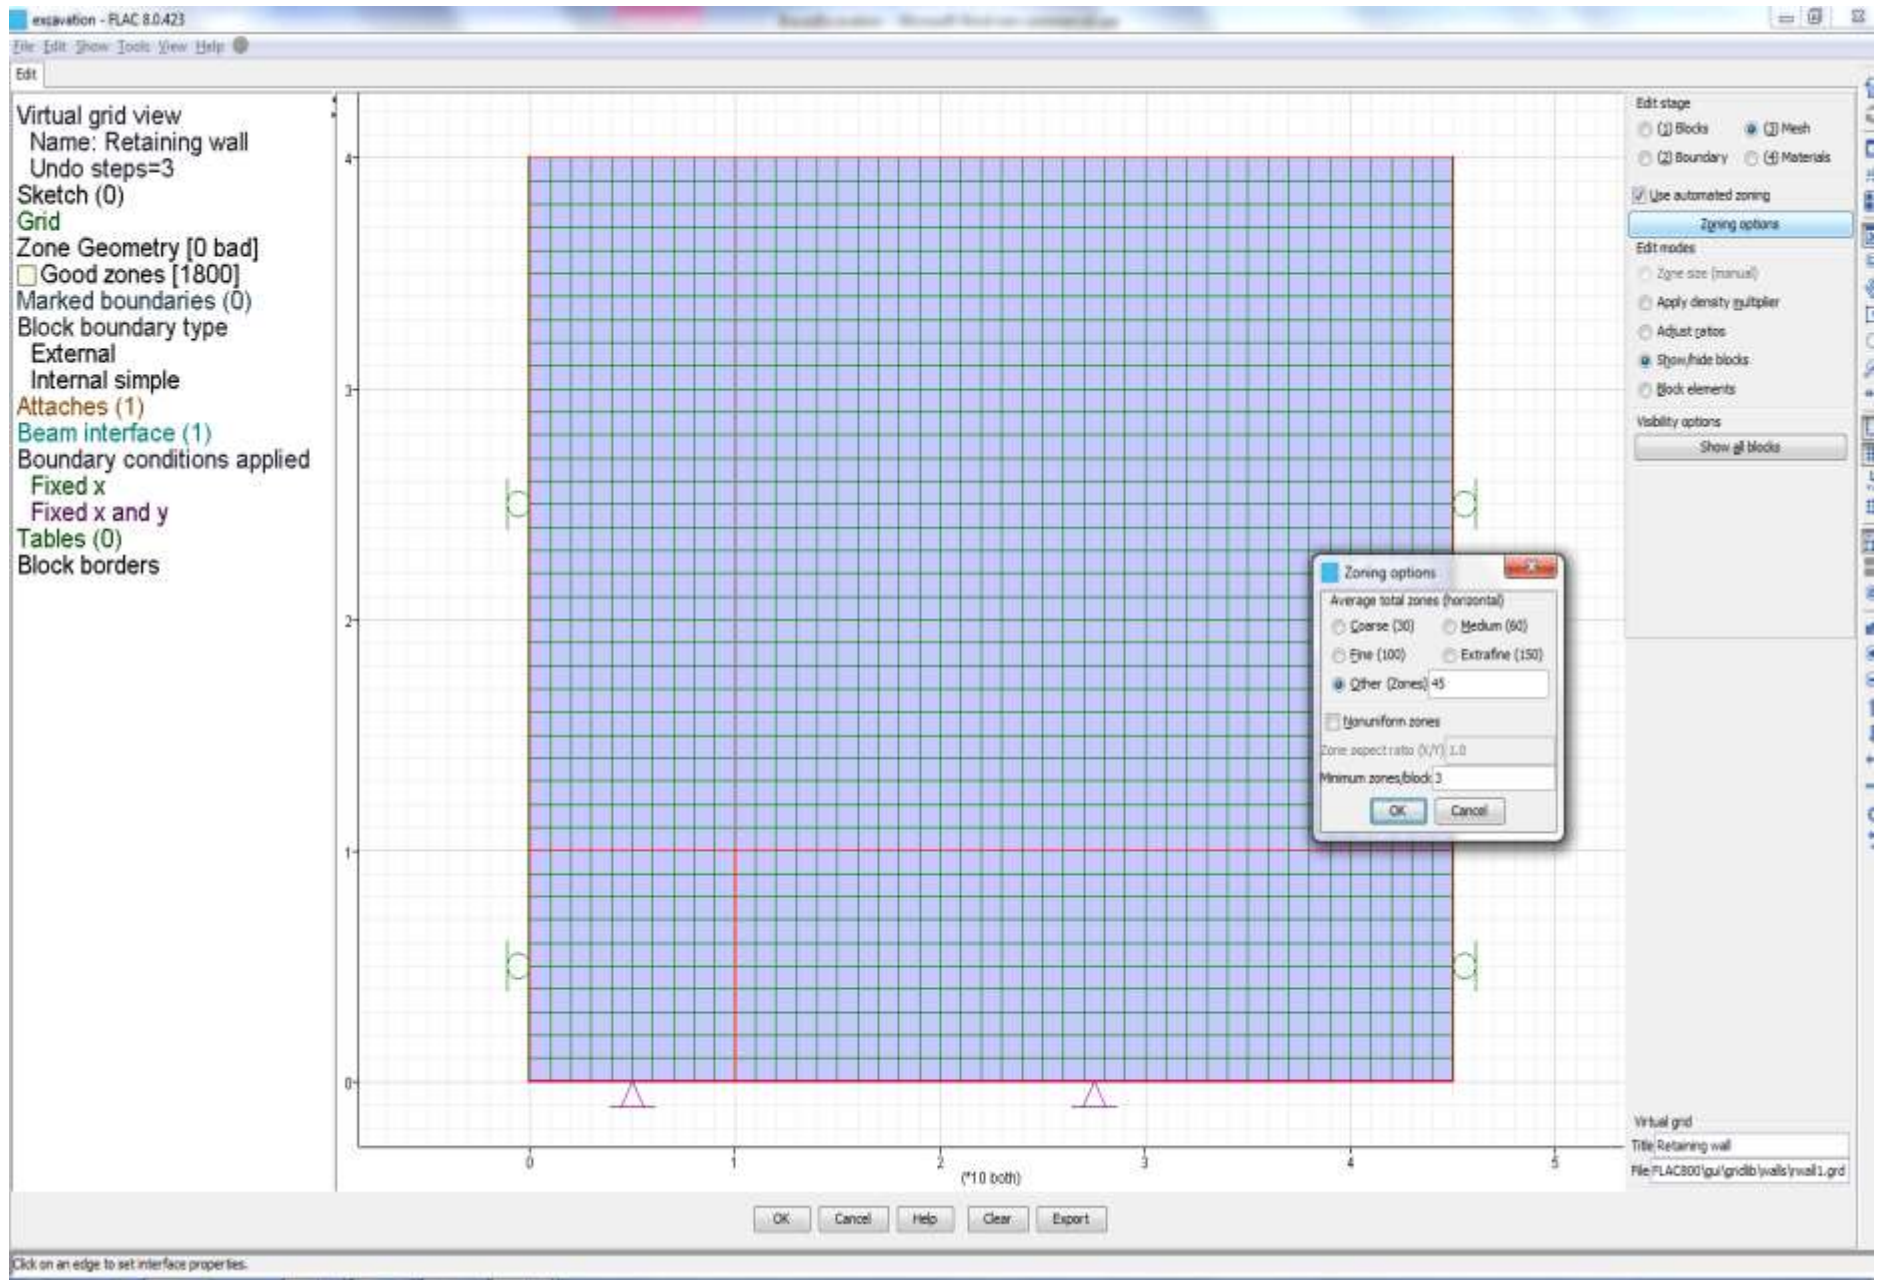 excavation - FLAC 8.0.423
File Edit Show Tools View Help
Edit
Virtual grid view
Name: Retaining wall
Undo steps=3
Sketch (0)
Grid
Zone Geometry [0 bad]
Good zones [1800]
Marked boundaries (0)
Block boundary type
External
Internal simple
Attaches (1)
Beam interface (1)
Boundary conditions applied
Fixed x
Fixed x and y
Tables (0)
Block borders
4
3
2
1
0
0 1 2 3 4 5
(*10 both)
Edit stage
(1) Blocks (3) Mesh
(2) Boundary (4) Materials
Use automated zoning
Zoning options
Edit modes
Zone size (manual)
Apply density multiplier
Adjust ratios
Show/hide blocks
Block elements
Visibility options
Show all blocks
Zoning options
Average total zones (horizontal)
Coarse (30) Medium (60)
Fine (100) Extrafine (150)
Other (Zones) 45
Nonuniform zones
Zone aspect ratio (X/Y) 1.0
Minimum zones/block 3
OK Cancel
Virtual grid
Title Retaining wall
File FLAC800\gui\gridlib\walls\rwall1.grd
OK Cancel Help Clear Export
Click on an edge to set interface properties.